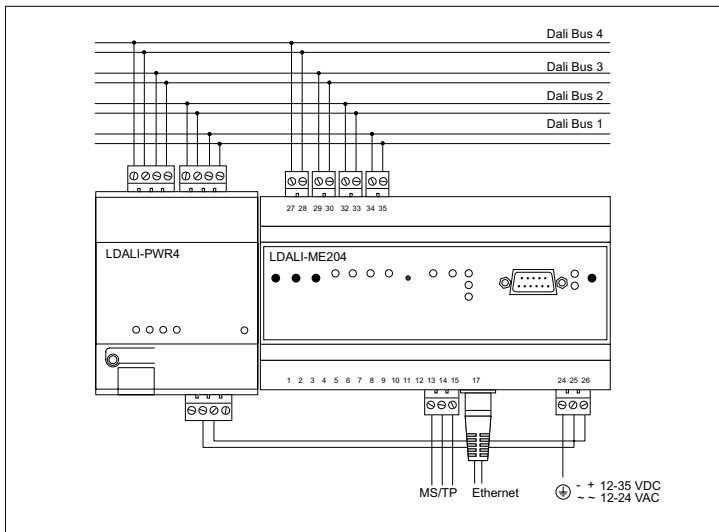 Dali Bus 4
Dali Bus 3
Dali Bus 2
Dali Bus 1
27 28 29 30 32 33 34 35
LDALI-PWR4
LDALI-ME204
1 2 3 4 5 6 7 8 9 10 11 12 13 14 15 17 24 25 26
MS/TP Ethernet
- + 12-35 VDC
~ ~ 12-24 VAC